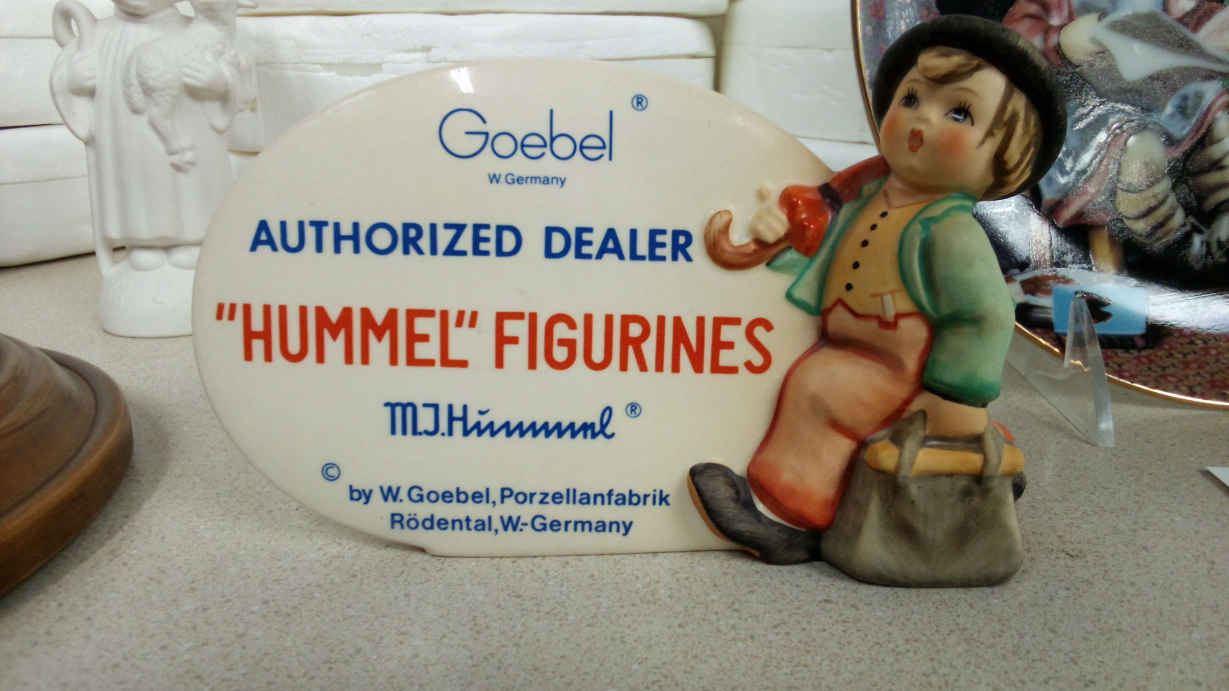 Goebel ®
W. Germany
AUTHORIZED DEALER
"HUMMEL" FIGURINES
M.J.Hummel ®
© by W. Goebel, Porzellanfabrik
Rödental, W.-Germany